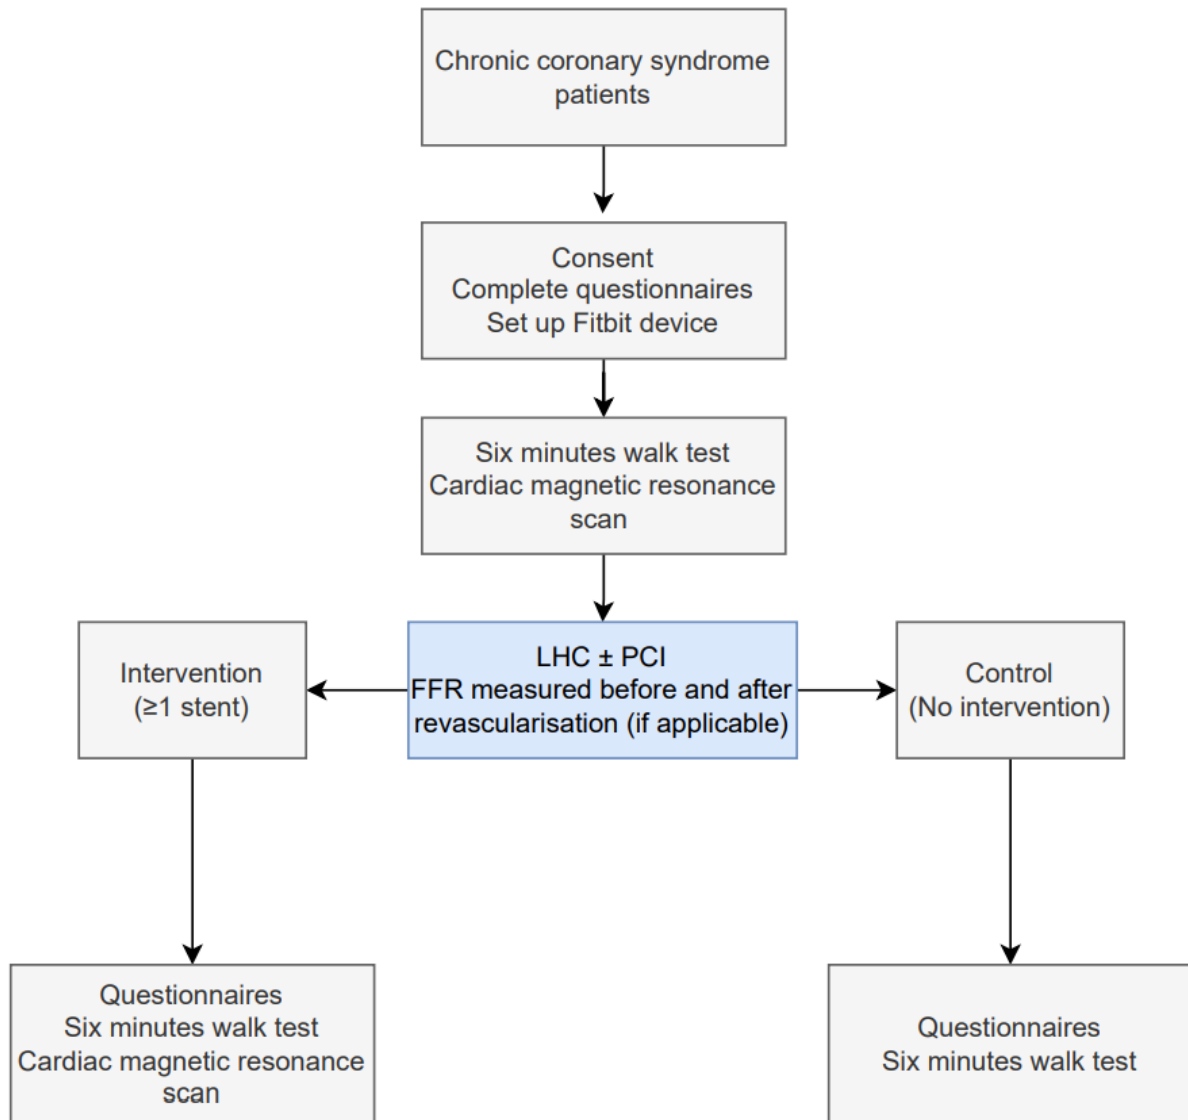 Chronic coronary syndrome
patients
Consent
Complete questionnaires
Set up Fitbit device
Six minutes walk test
Cardiac magnetic resonance
scan
Intervention
(≥1 stent)
LHC ± PCI
FFR measured before and after
revascularisation (if applicable)
Control
(No intervention)
Questionnaires
Six minutes walk test
Cardiac magnetic resonance
scan
Questionnaires
Six minutes walk test